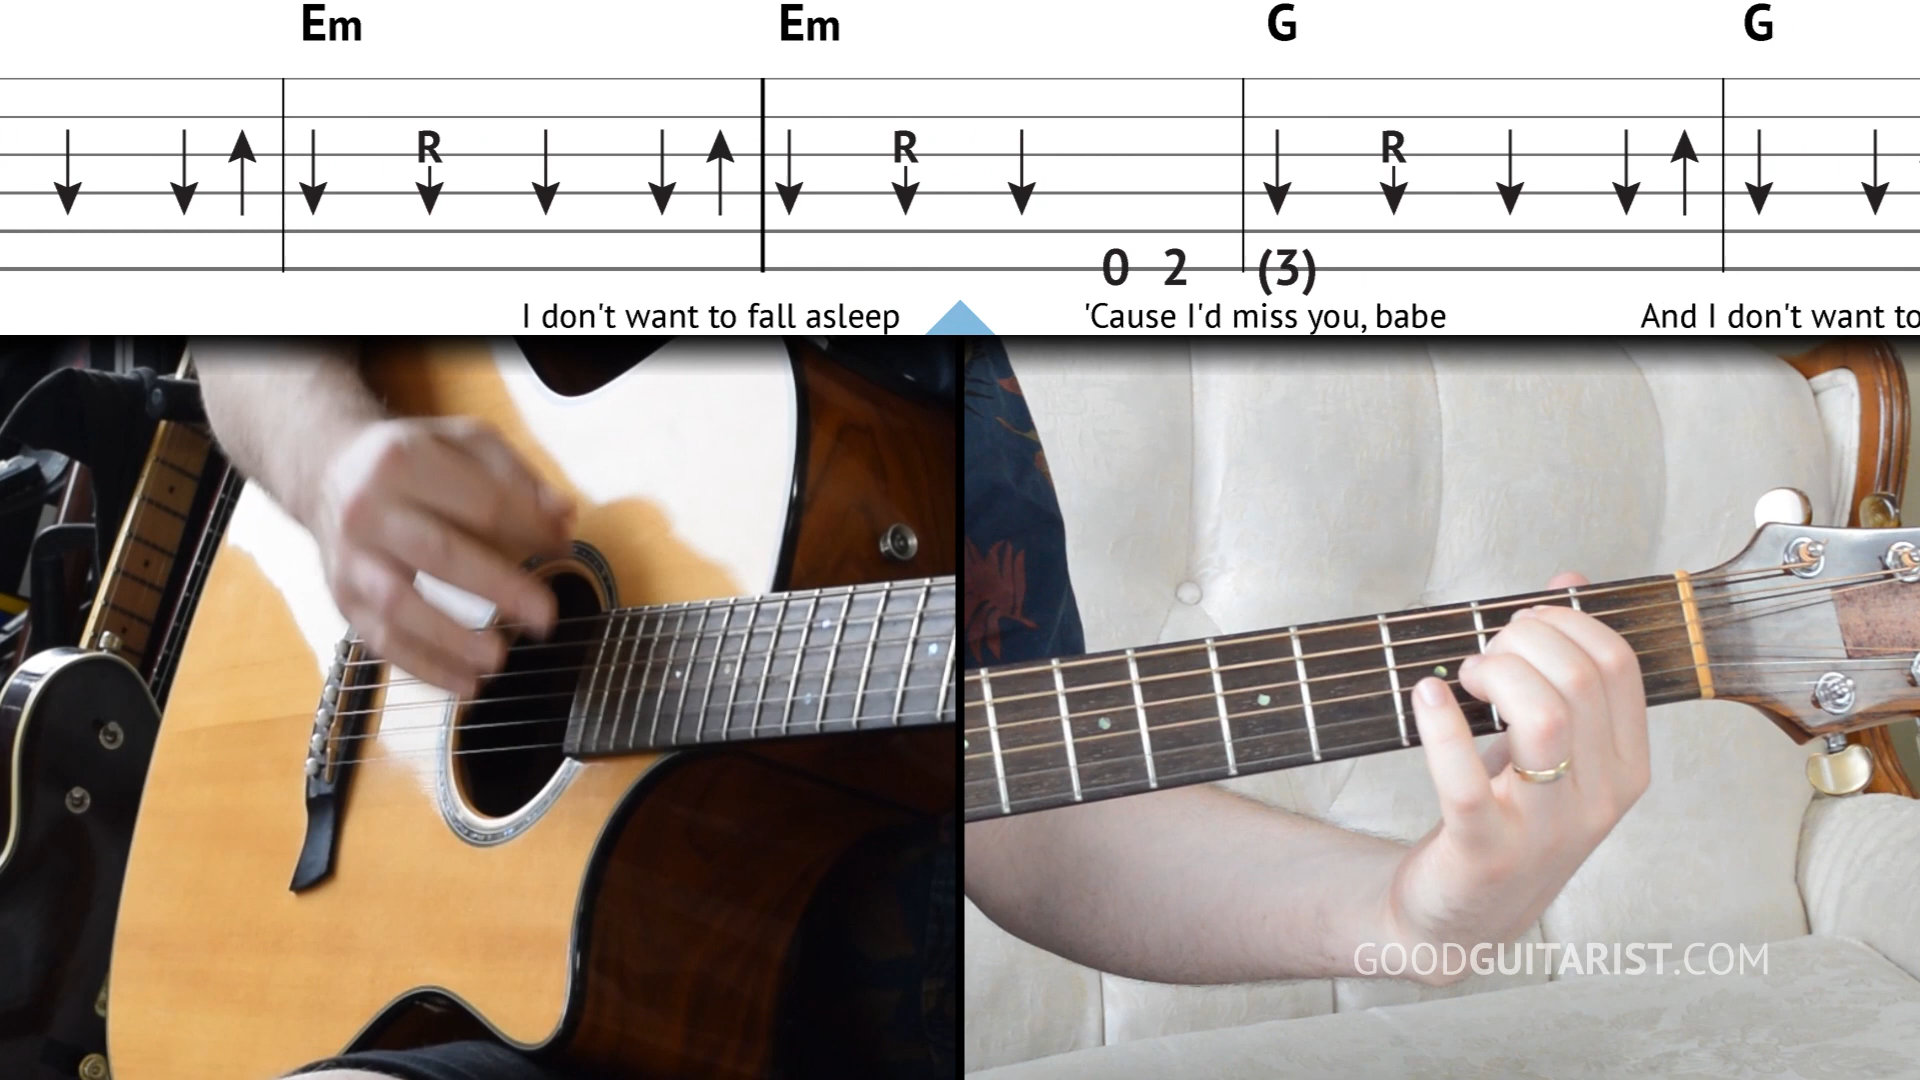 Em Em G G
R R R
0 2 (3)
I don't want to fall asleep 'Cause I'd miss you, babe And I don't want to
GOODGUITARIST.COM